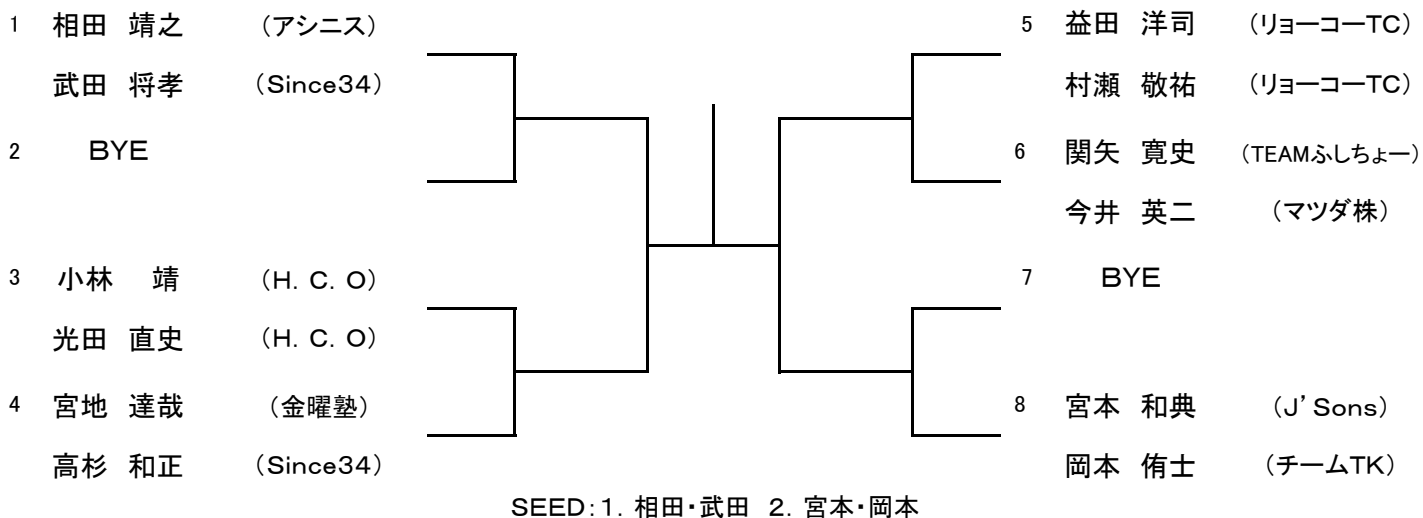 1 相田 靖之 (アシニス)
武田 将孝 (Since34)
2 BYE
3 小林 靖 (H.C.O)
光田 直史 (H.C.O)
4 宮地 達哉 (金曜塾)
高杉 和正 (Since34)
5 益田 洋司 (リョーコーTC)
村瀬 敬祐 (リョーコーTC)
6 関矢 寛史 (TEAMふしちょー)
今井 英二 (マツダ株)
7 BYE
8 宮本 和典 (J'Sons)
岡本 侑士 (チームTK)
SEED:1. 相田・武田 2. 宮本・岡本